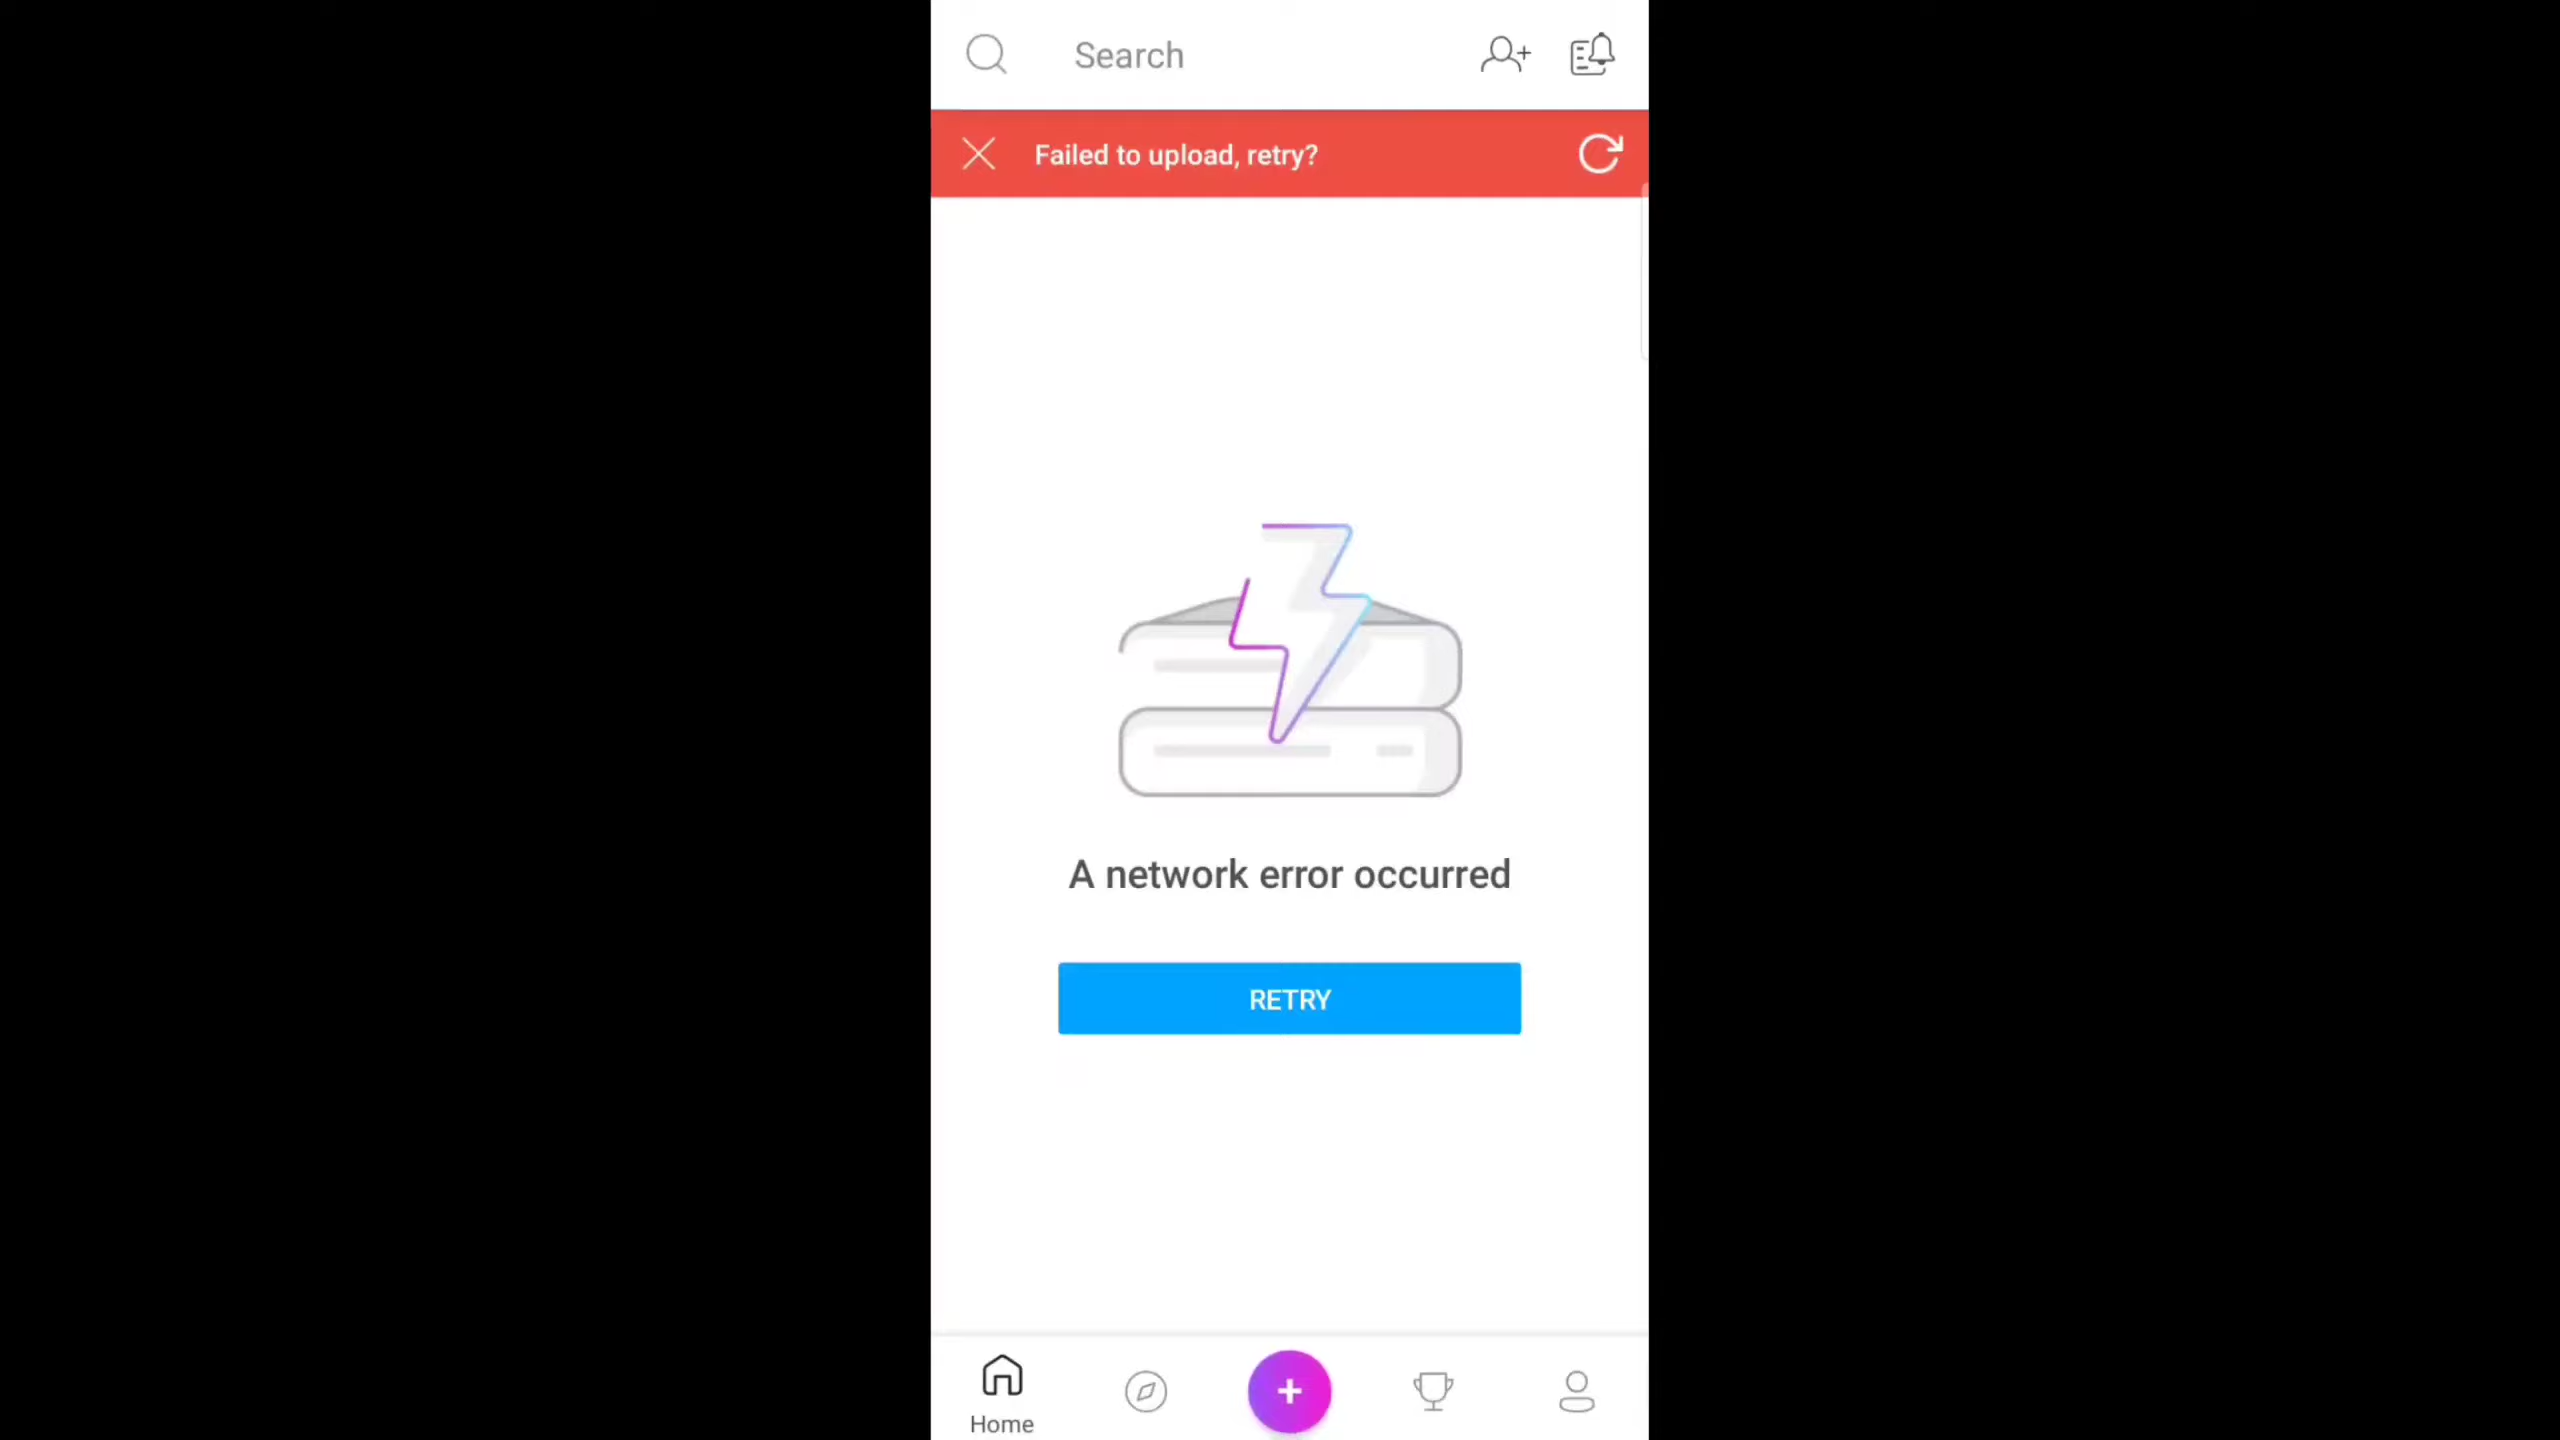 Search
Failed to upload, retry?
A network error occurred
RETRY
Home